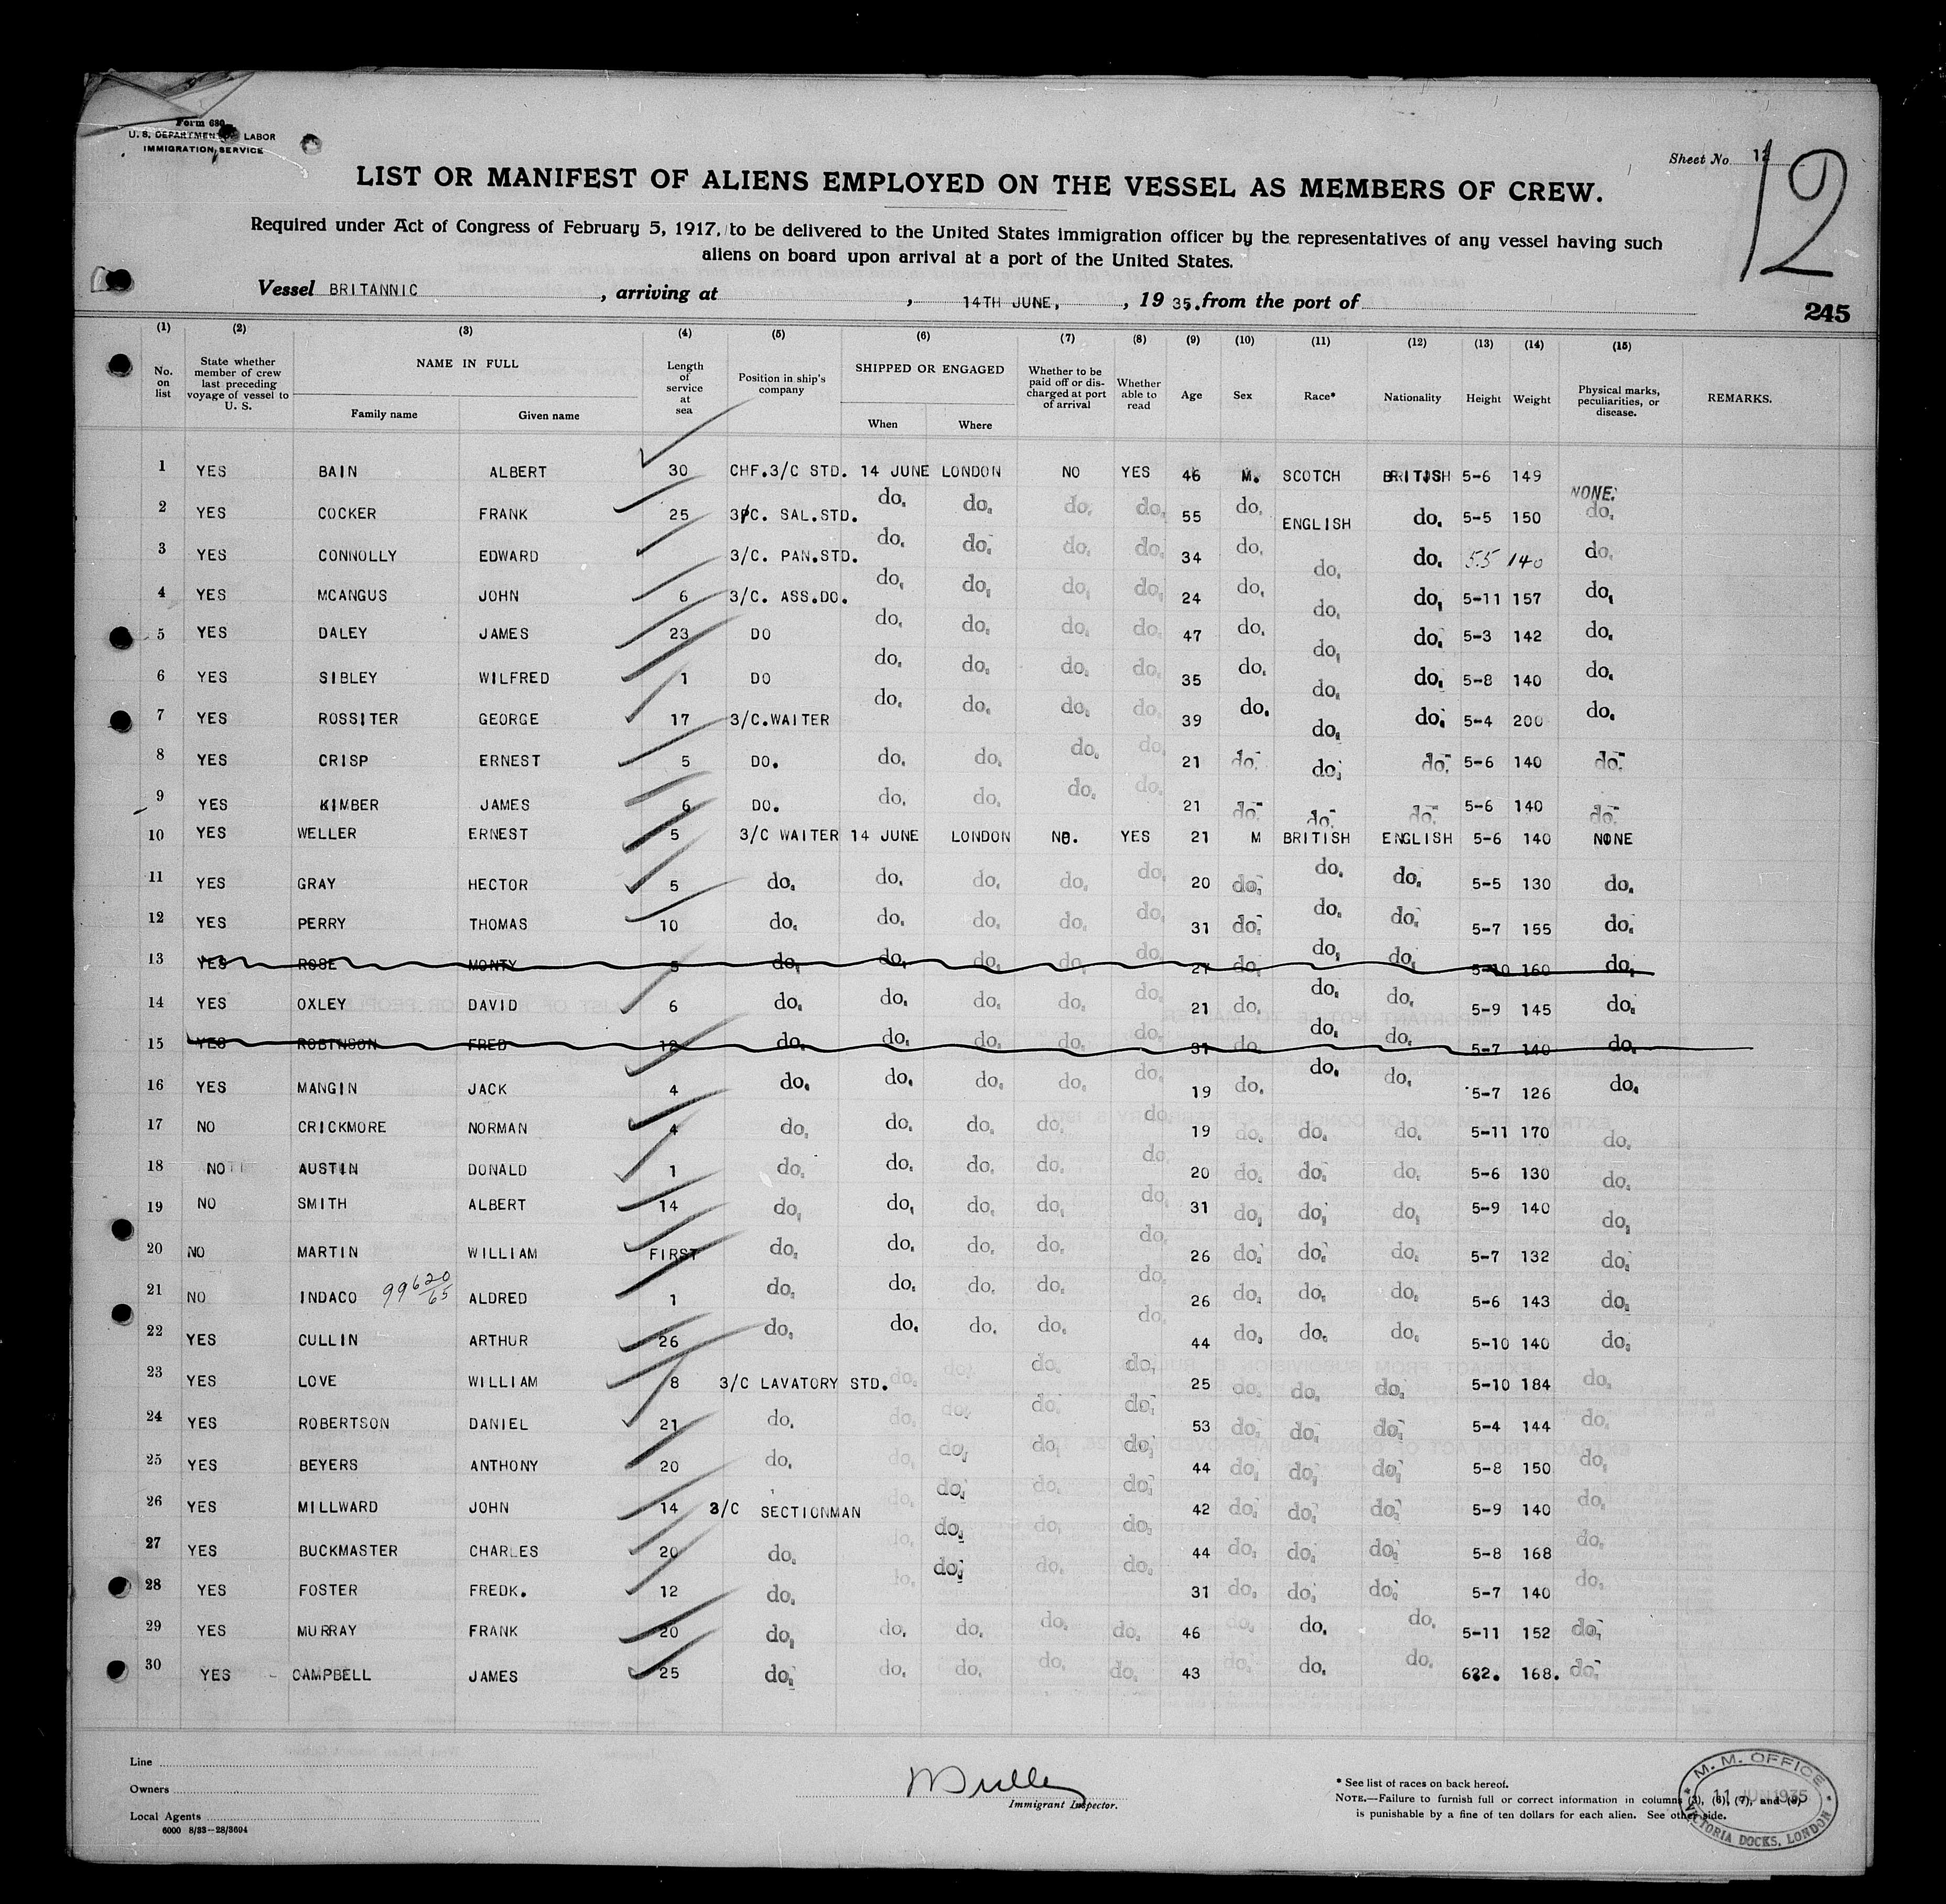 Form 680
U. S. DEPARTMENT OF LABOR
IMMIGRATION SERVICE
Sheet No. 12
12
LIST OR MANIFEST OF ALIENS EMPLOYED ON THE VESSEL AS MEMBERS OF CREW.
Required under Act of Congress of February 5, 1917, to be delivered to the United States immigration officer by the representatives of any vessel having such
aliens on board upon arrival at a port of the United States.
Vessel BRITANNIC, arriving at , 14TH JUNE, , 19 35. from the port of
245
(1) (2) (3) (4) (5) (6) (7) (8) (9) (10) (11) (12) (13) (14) (15)
No. on list State whether member of crew last preceding voyage of vessel to U. S. NAME IN FULL Family name Given name Length of service at sea Position in ship's company SHIPPED OR ENGAGED When Where Whether to be paid off or discharged at port of arrival Whether able to read Age Sex Race* Nationality Height Weight Physical marks, peculiarities, or disease. REMARKS.
1 YES BAIN ALBERT 30 CHF.3/C STD. 14 JUNE LONDON NO YES 46 M. SCOTCH BRITISH 5-6 149 NONE.
2 YES COCKER FRANK 25 3/C. SAL.STD. do. do. do. do. 55 do. ENGLISH do. 5-5 150 do.
3 YES CONNOLLY EDWARD 3/C. PAN.STD. do. do. do. do. 34 do. do. do. 5.5 140 do.
4 YES MCANGUS JOHN 6 3/C. ASS.DO. do. do. do. do. 24 do. do. do. 5-11 157 do.
5 YES DALEY JAMES 23 DO do. do. do. do. 47 do. do. do. 5-3 142 do.
6 YES SIBLEY WILFRED 1 DO do. do. do. do. 35 do. do. do. 5-8 140 do.
7 YES ROSSITER GEORGE 17 3/C.WAITER do. do. do. do. 39 do. do. do. 5-4 200 do.
8 YES CRISP ERNEST 5 DO. do. do. do. do. 21 do. do. do. 5-6 140 do.
9 YES KIMBER JAMES 6 DO. do. do. do. do. 21 do. do. do. 5-6 140 do.
10 YES WELLER ERNEST 5 3/C WAITER 14 JUNE LONDON NO. YES 21 M BRITISH ENGLISH 5-6 140 NONE
11 YES GRAY HECTOR 5 do. do. do. do. do. 20 do. do. do. 5-5 130 do.
12 YES PERRY THOMAS 10 do. do. do. do. do. 31 do. do. do. 5-7 155 do.
13 YES ROSE MONTY 5 do. do. do. do. do. 27 do. do. do. 5-10 160 do.
14 YES OXLEY DAVID 6 do. do. do. do. do. 21 do. do. do. 5-9 145 do.
15 YES ROBINSON FRED 12 do. do. do. do. do. 31 do. do. do. 5-7 140 do.
16 YES MANGIN JACK 4 do. do. do. do. do. 19 do. do. do. 5-7 126 do.
17 NO CRICKMORE NORMAN 4 do. do. do. do. do. 19 do. do. do. 5-11 170 do.
18 NO AUSTIN DONALD 1 do. do. do. do. do. 20 do. do. do. 5-6 130 do.
19 NO SMITH ALBERT 14 do. do. do. do. do. 31 do. do. do. 5-9 140 do.
20 NO MARTIN WILLIAM FIRST do. do. do. do. do. 26 do. do. do. 5-7 132 do.
21 NO INDACO 99620/65 ALDRED 1 do. do. do. do. do. 26 do. do. do. 5-6 143 do.
22 YES CULLIN ARTHUR 26 do. do. do. do. do. 44 do. do. do. 5-10 140 do.
23 YES LOVE WILLIAM 8 3/C LAVATORY STD. do. do. do. do. 25 do. do. do. 5-10 184 do.
24 YES ROBERTSON DANIEL 21 do. do. do. do. do. 53 do. do. do. 5-4 144 do.
25 YES BEYERS ANTHONY 20 do. do. do. do. do. 44 do. do. do. 5-8 150 do.
26 YES MILLWARD JOHN 14 3/C SECTIONMAN do. do. do. do. 42 do. do. do. 5-9 140 do.
27 YES BUCKMASTER CHARLES 20 do. do. do. do. do. 44 do. do. do. 5-8 168 do.
28 YES FOSTER FREDK. 12 do. do. do. do. do. 31 do. do. do. 5-7 140 do.
29 YES MURRAY FRANK 20 do. do. do. do. do. 46 do. do. do. 5-11 152 do.
30 YES CAMPBELL JAMES 25 do. do. do. do. do. 43 do. do. do. 622. 168. do.
Line
Owners
Local Agents
6000 8/33—28/3694
Immigrant Inspector.
* See list of races on back hereof.
NOTE.—Failure to furnish full or correct information in columns (3), (6), (7), and (8)
is punishable by a fine of ten dollars for each alien. See other side.
M. M. OFFICE
11 JUN 1935
VICTORIA DOCKS, LONDON